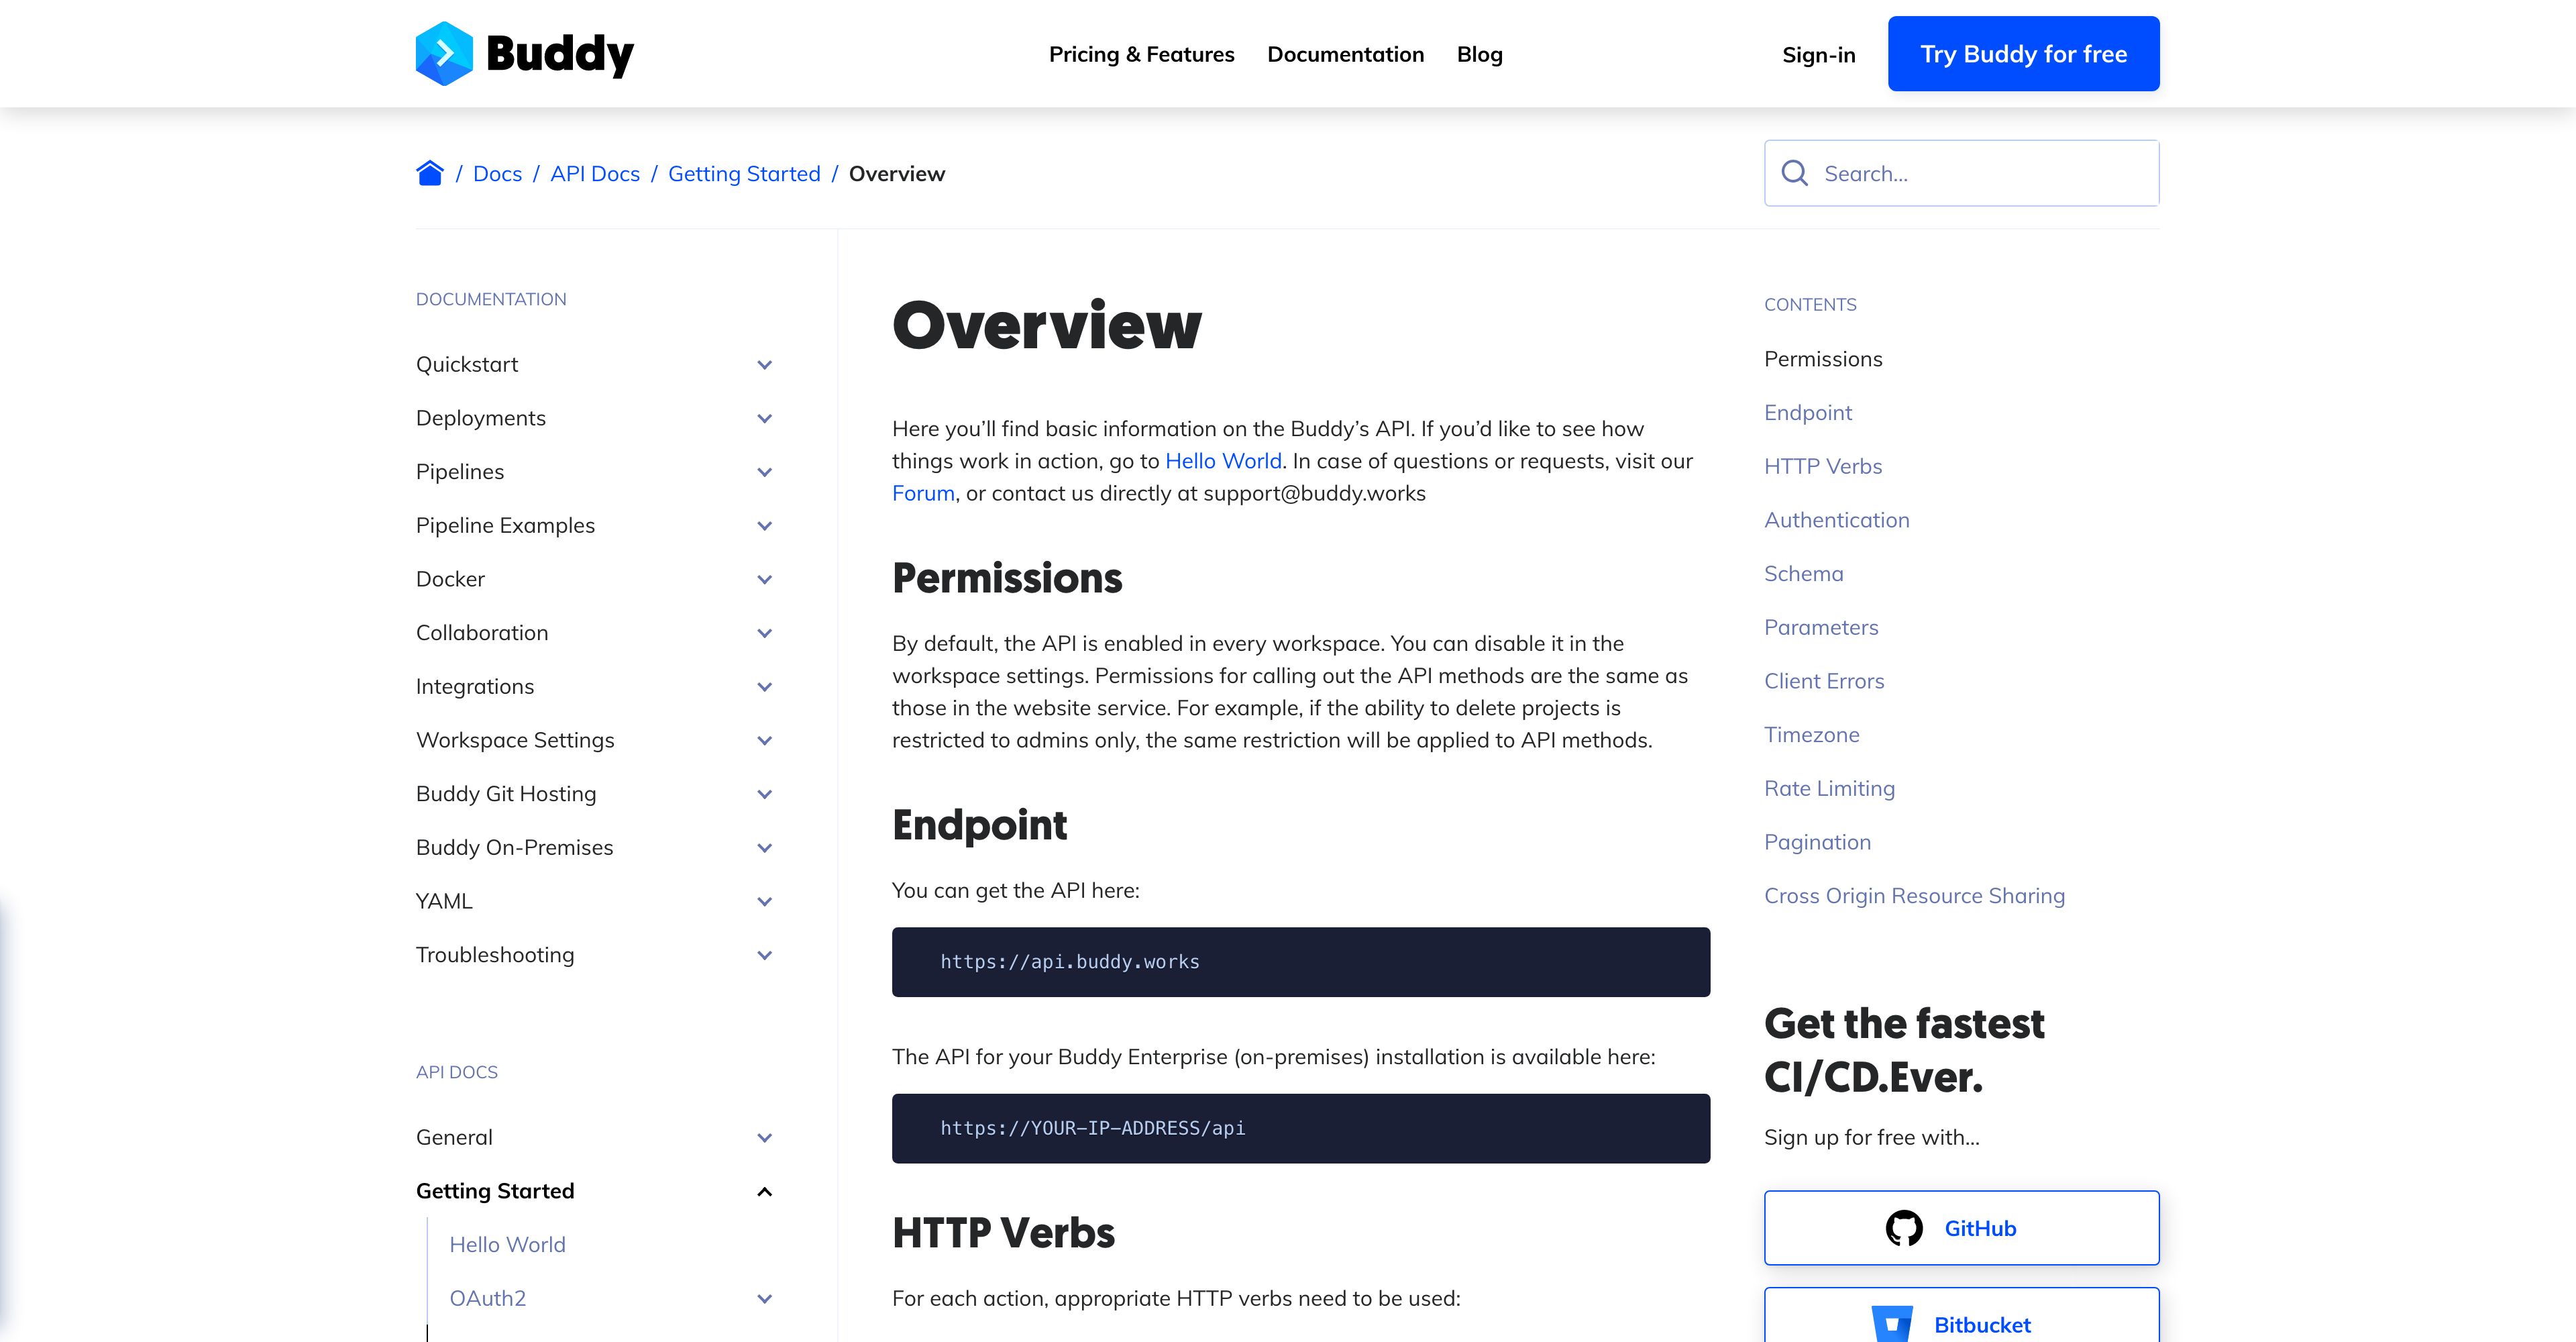 Buddy
Pricing & Features
Documentation
Blog
Sign-in
Try Buddy for free
/ Docs / API Docs / Getting Started / Overview
Search...
DOCUMENTATION
Quickstart
Deployments
Pipelines
Pipeline Examples
Docker
Collaboration
Integrations
Workspace Settings
Buddy Git Hosting
Buddy On-Premises
YAML
Troubleshooting
API DOCS
General
Getting Started
Hello World
OAuth2
Overview
Here you’ll find basic information on the Buddy’s API. If you’d like to see how
things work in action, go to Hello World. In case of questions or requests, visit our
Forum, or contact us directly at support@buddy.works
Permissions
By default, the API is enabled in every workspace. You can disable it in the
workspace settings. Permissions for calling out the API methods are the same as
those in the website service. For example, if the ability to delete projects is
restricted to admins only, the same restriction will be applied to API methods.
Endpoint
You can get the API here:
https://api.buddy.works
The API for your Buddy Enterprise (on-premises) installation is available here:
https://YOUR-IP-ADDRESS/api
HTTP Verbs
For each action, appropriate HTTP verbs need to be used:
CONTENTS
Permissions
Endpoint
HTTP Verbs
Authentication
Schema
Parameters
Client Errors
Timezone
Rate Limiting
Pagination
Cross Origin Resource Sharing
Get the fastest
CI/CD.Ever.
Sign up for free with...
GitHub
Bitbucket